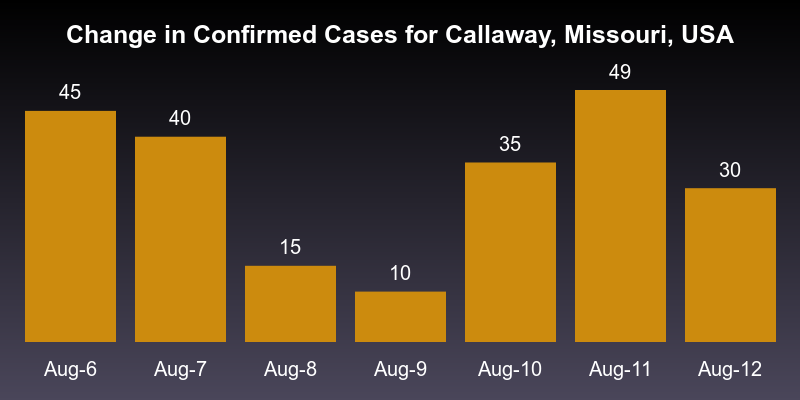 Change in Confirmed Cases for Callaway, Missouri, USA
45
40
15
10
35
49
30
Aug-6
Aug-7
Aug-8
Aug-9
Aug-10
Aug-11
Aug-12